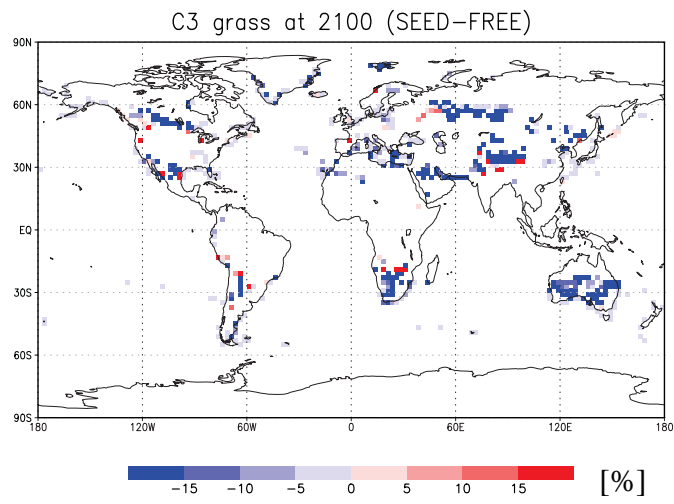 C3 grass at 2100 (SEED-FREE)
90N
60N
30N
EQ
30S
60S
90S
180 120W 60W 0 60E 120E 180
-15 -10 -5 0 5 10 15 [%]